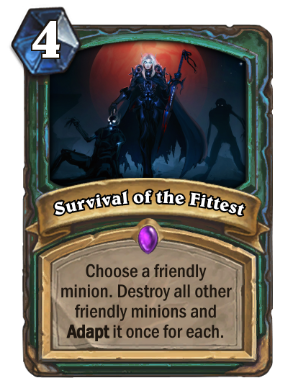 4
Survival of the Fittest
Choose a friendly
minion. Destroy all other
friendly minions and
Adapt it once for each.